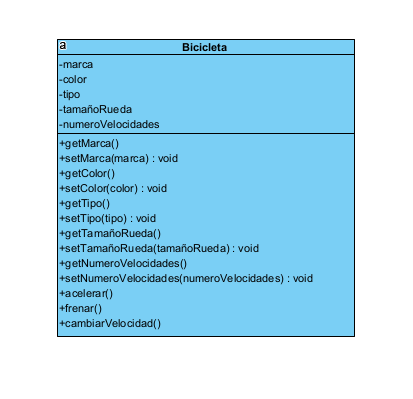 a
Bicicleta
-marca
-color
-tipo
-tamañoRueda
-numeroVelocidades
+getMarca()
+setMarca(marca) : void
+getColor()
+setColor(color) : void
+getTipo()
+setTipo(tipo) : void
+getTamañoRueda()
+setTamañoRueda(tamañoRueda) : void
+getNumeroVelocidades()
+setNumeroVelocidades(numeroVelocidades) : void
+acelerar()
+frenar()
+cambiarVelocidad()